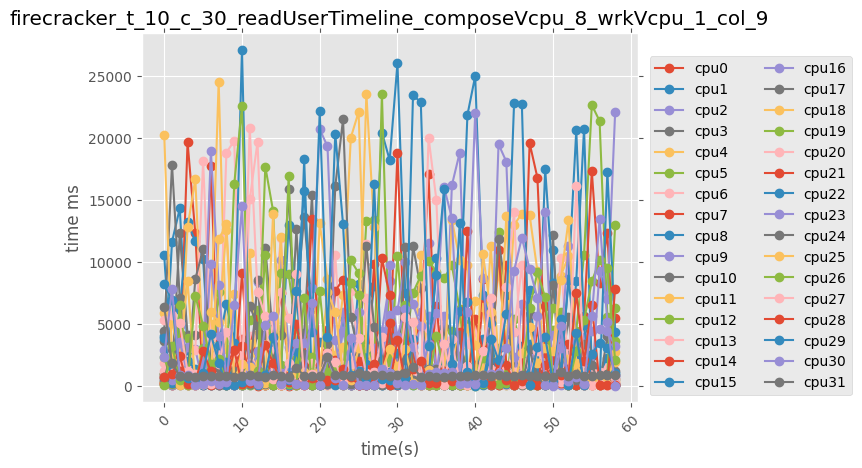 firecracker_t_10_c_30_readUserTimeline_composeVcpu_8_wrkVcpu_1_col_9
time ms
25000
20000
15000
10000
5000
0
0
10
20
30
40
50
60
time(s)
cpu0
cpu1
cpu2
cpu3
cpu4
cpu5
cpu6
cpu7
cpu8
cpu9
cpu10
cpu11
cpu12
cpu13
cpu14
cpu15
cpu16
cpu17
cpu18
cpu19
cpu20
cpu21
cpu22
cpu23
cpu24
cpu25
cpu26
cpu27
cpu28
cpu29
cpu30
cpu31